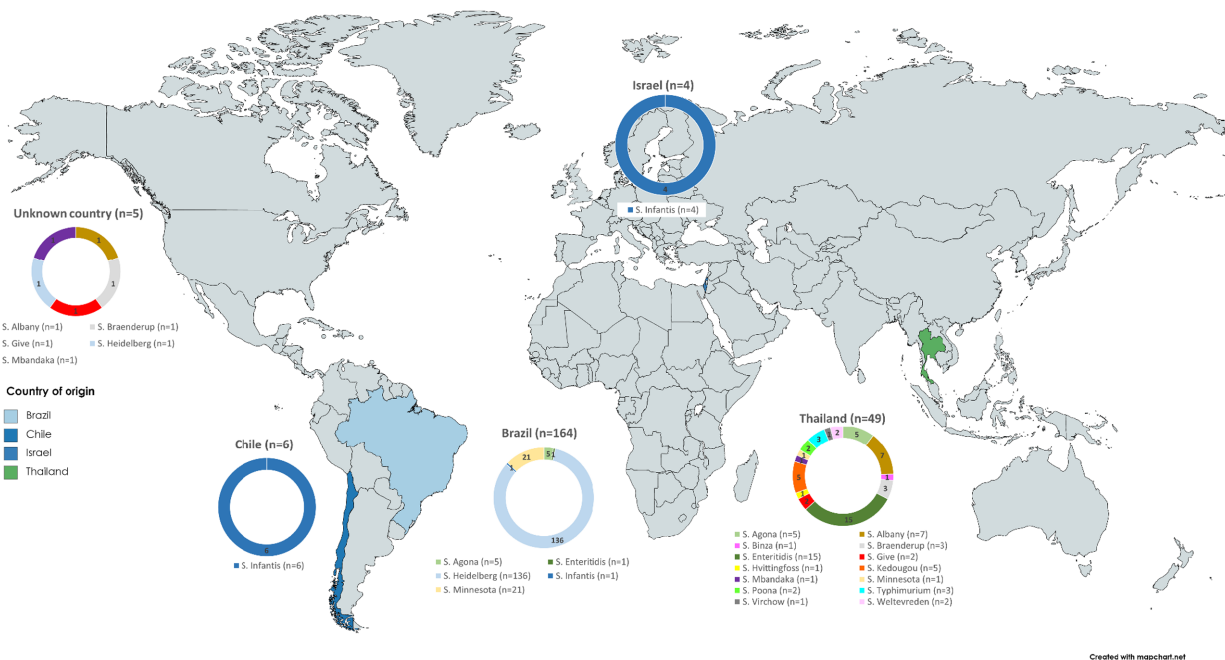 Israel (n=4)
4
S. Infantis (n=4)
Unknown country (n=5)
1
1
1
1
S. Albany (n=1) S. Braenderup (n=1)
S. Give (n=1) S. Heidelberg (n=1)
S. Mbandaka (n=1)
Country of origin
Brazil
Chile
Israel
Thailand
Chile (n=6)
6
S. Infantis (n=6)
Brazil (n=164)
5 1
136
1
21
S. Agona (n=5) S. Enteritidis (n=1)
S. Heidelberg (n=136) S. Infantis (n=1)
S. Minnesota (n=21)
Thailand (n=49)
5
7
1
3
15
1
5
1
2
3
2
S. Agona (n=5) S. Albany (n=7)
S. Binza (n=1) S. Braenderup (n=3)
S. Enteritidis (n=15) S. Give (n=2)
S. Hvittingfoss (n=1) S. Kedougou (n=5)
S. Mbandaka (n=1) S. Minnesota (n=1)
S. Poona (n=2) S. Typhimurium (n=3)
S. Virchow (n=1) S. Weltevreden (n=2)
Created with mapchart.net